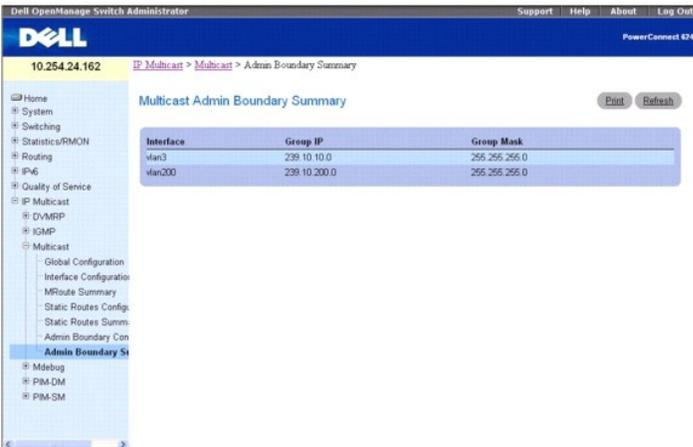 Dell OpenManage Switch Administrator
Support Help About Log Out
DELL
PowerConnect 624
10.254.24.162
IP Multicast > Multicast > Admin Boundary Summary
Home
System
Switching
Statistics/RMON
Routing
IPv6
Quality of Service
IP Multicast
DVMRP
IGMP
Multicast
Global Configuration
Interface Configuration
MRoute Summary
Static Routes Configu
Static Routes Summ
Admin Boundary Con
Admin Boundary Su
Mdebug
PIM-DM
PIM-SM
Multicast Admin Boundary Summary
Print Refresh
Interface Group IP Group Mask
vlan3 239.10.10.0 255.255.255.0
vlan200 239.10.200.0 255.255.255.0